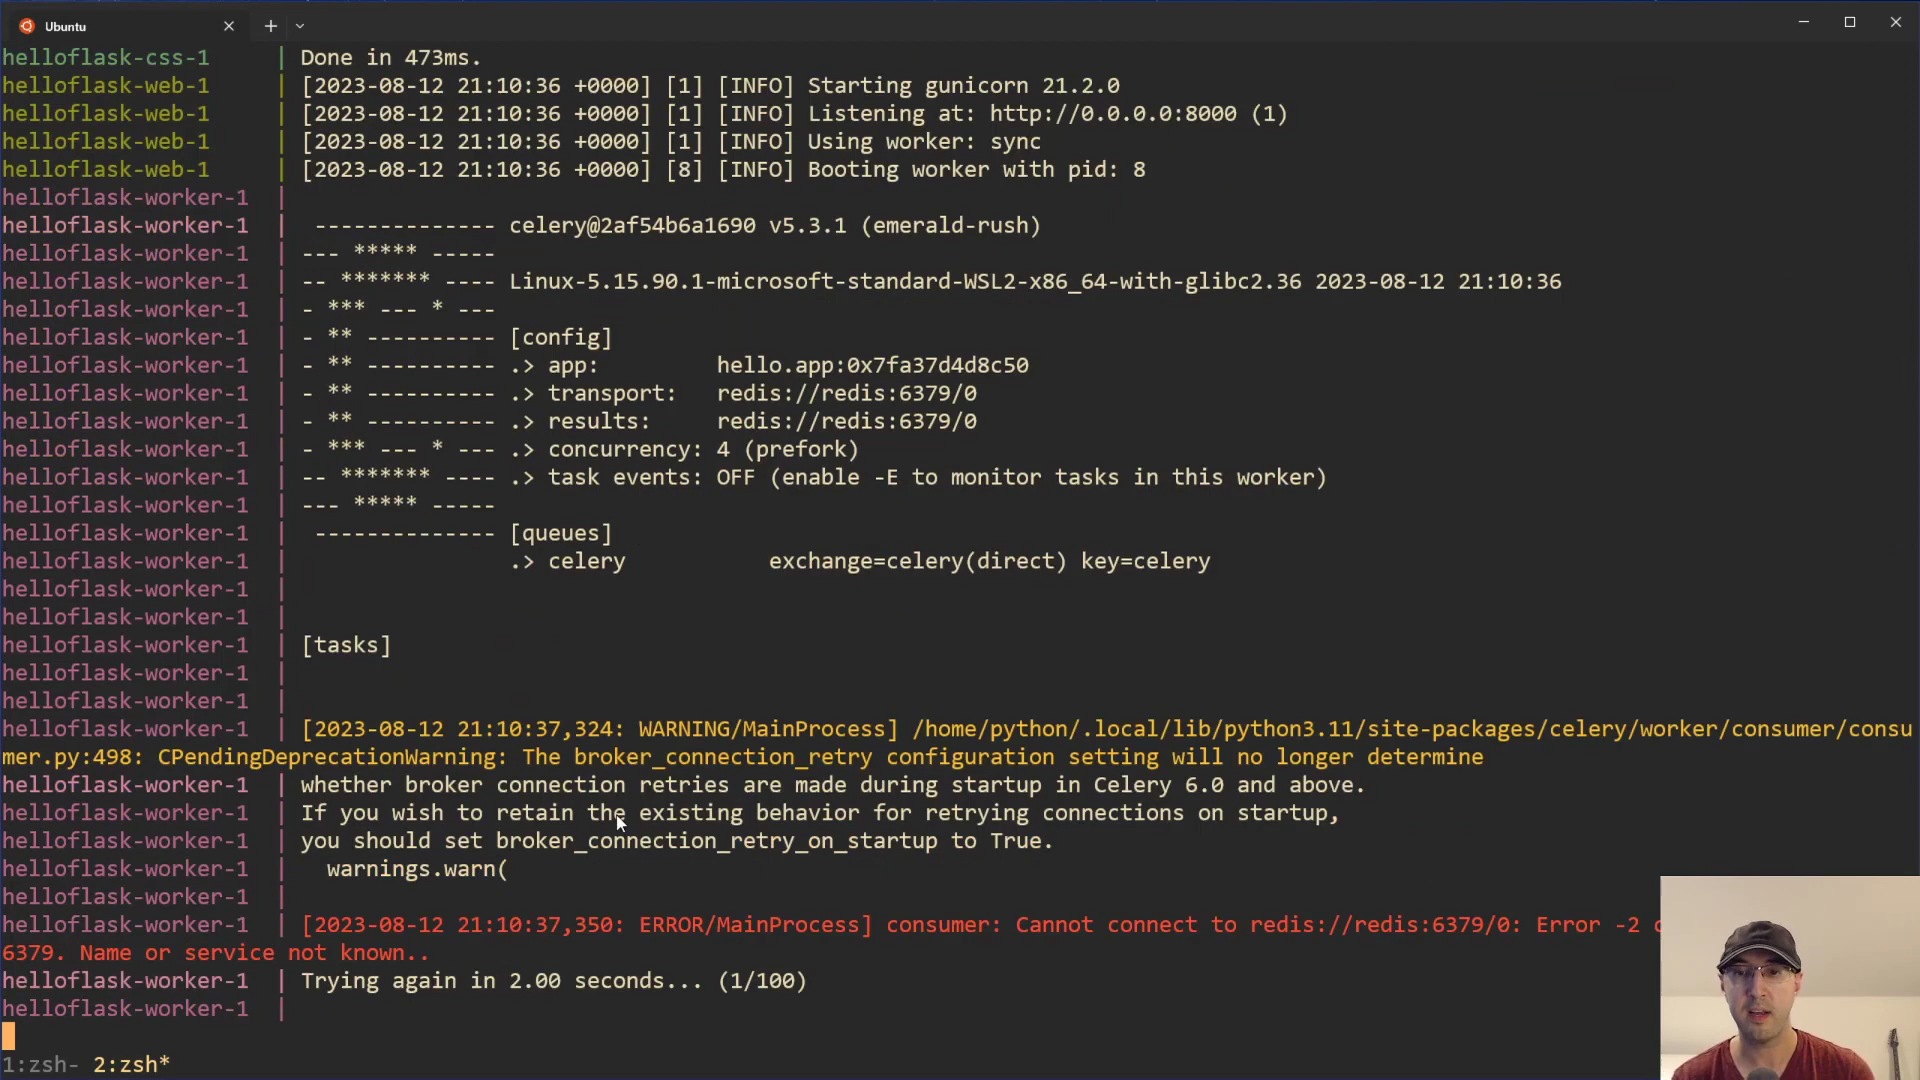 Ubuntu
helloflask-css-1 | Done in 473ms.
helloflask-web-1 | [2023-08-12 21:10:36 +0000] [1] [INFO] Starting gunicorn 21.2.0
helloflask-web-1 | [2023-08-12 21:10:36 +0000] [1] [INFO] Listening at: http://0.0.0.0:8000 (1)
helloflask-web-1 | [2023-08-12 21:10:36 +0000] [1] [INFO] Using worker: sync
helloflask-web-1 | [2023-08-12 21:10:36 +0000] [8] [INFO] Booting worker with pid: 8
helloflask-worker-1 |
helloflask-worker-1 |  -------------- celery@2af54b6a1690 v5.3.1 (emerald-rush)
helloflask-worker-1 | --- ***** -----
helloflask-worker-1 | -- ******* ---- Linux-5.15.90.1-microsoft-standard-WSL2-x86_64-with-glibc2.36 2023-08-12 21:10:36
helloflask-worker-1 | - *** --- * ---
helloflask-worker-1 | - ** ---------- [config]
helloflask-worker-1 | - ** ---------- .> app:         hello.app:0x7fa37d4d8c50
helloflask-worker-1 | - ** ---------- .> transport:   redis://redis:6379/0
helloflask-worker-1 | - ** ---------- .> results:     redis://redis:6379/0
helloflask-worker-1 | - *** --- * --- .> concurrency: 4 (prefork)
helloflask-worker-1 | -- ******* ---- .> task events: OFF (enable -E to monitor tasks in this worker)
helloflask-worker-1 | --- ***** -----
helloflask-worker-1 |  -------------- [queues]
helloflask-worker-1 |                 .> celery           exchange=celery(direct) key=celery
helloflask-worker-1 |
helloflask-worker-1 |
helloflask-worker-1 | [tasks]
helloflask-worker-1 |
helloflask-worker-1 |
helloflask-worker-1 | [2023-08-12 21:10:37,324: WARNING/MainProcess] /home/python/.local/lib/python3.11/site-packages/celery/worker/consumer/consu
mer.py:498: CPendingDeprecationWarning: The broker_connection_retry configuration setting will no longer determine
helloflask-worker-1 | whether broker connection retries are made during startup in Celery 6.0 and above.
helloflask-worker-1 | If you wish to retain the existing behavior for retrying connections on startup,
helloflask-worker-1 | you should set broker_connection_retry_on_startup to True.
helloflask-worker-1 |   warnings.warn(
helloflask-worker-1 |
helloflask-worker-1 | [2023-08-12 21:10:37,350: ERROR/MainProcess] consumer: Cannot connect to redis://redis:6379/0: Error -2
6379. Name or service not known..
helloflask-worker-1 | Trying again in 2.00 seconds... (1/100)
helloflask-worker-1 |
1:zsh- 2:zsh*